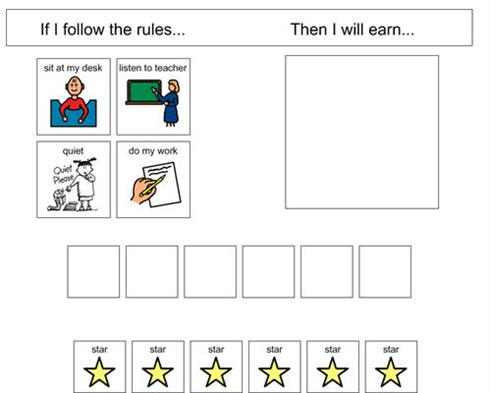 If I follow the rules... Then I will earn...
sit at my desk listen to teacher
quiet do my work
Quiet
Please
star star star star star star